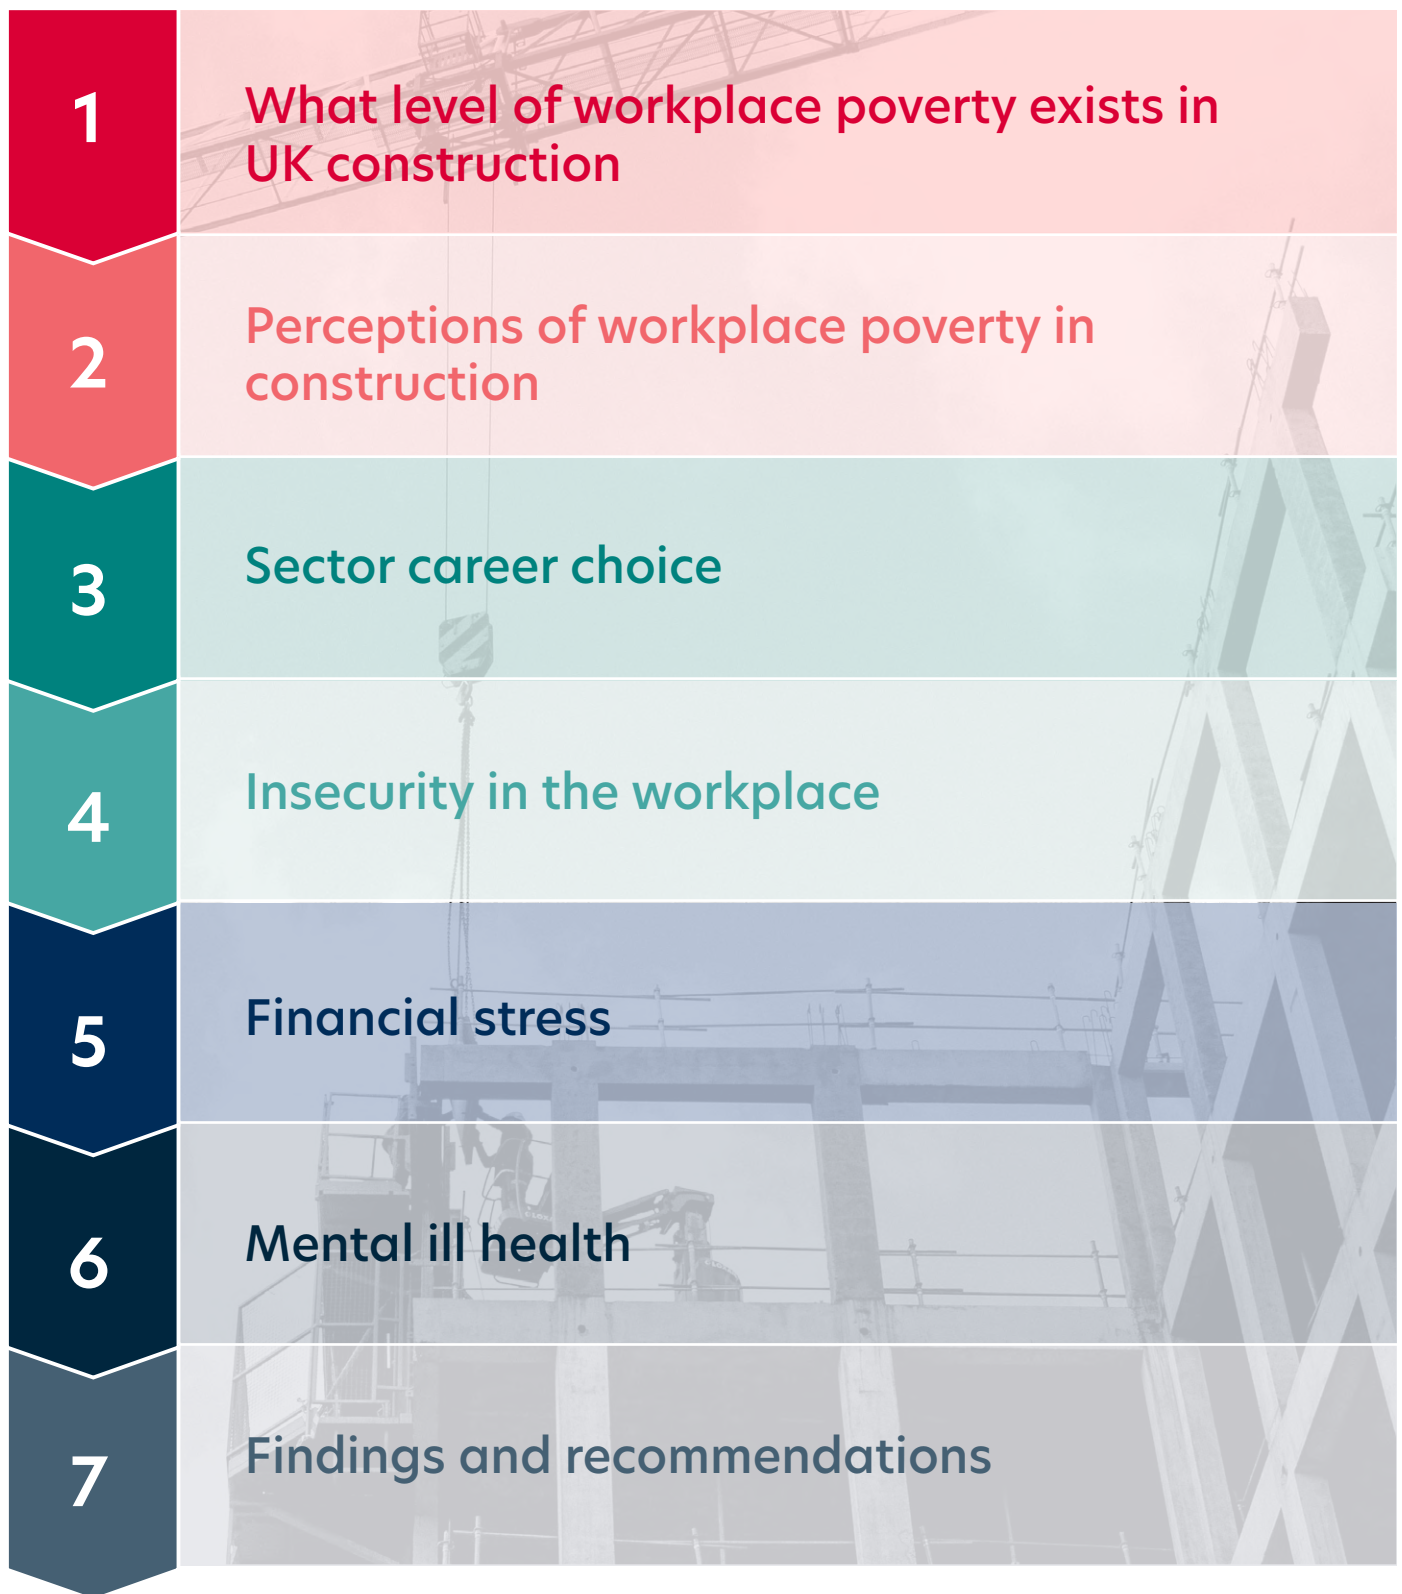 1
What level of workplace poverty exists in
UK construction
2
Perceptions of workplace poverty in
construction
3
Sector career choice
4
Insecurity in the workplace
5
Financial stress
6
Mental ill health
7
Findings and recommendations